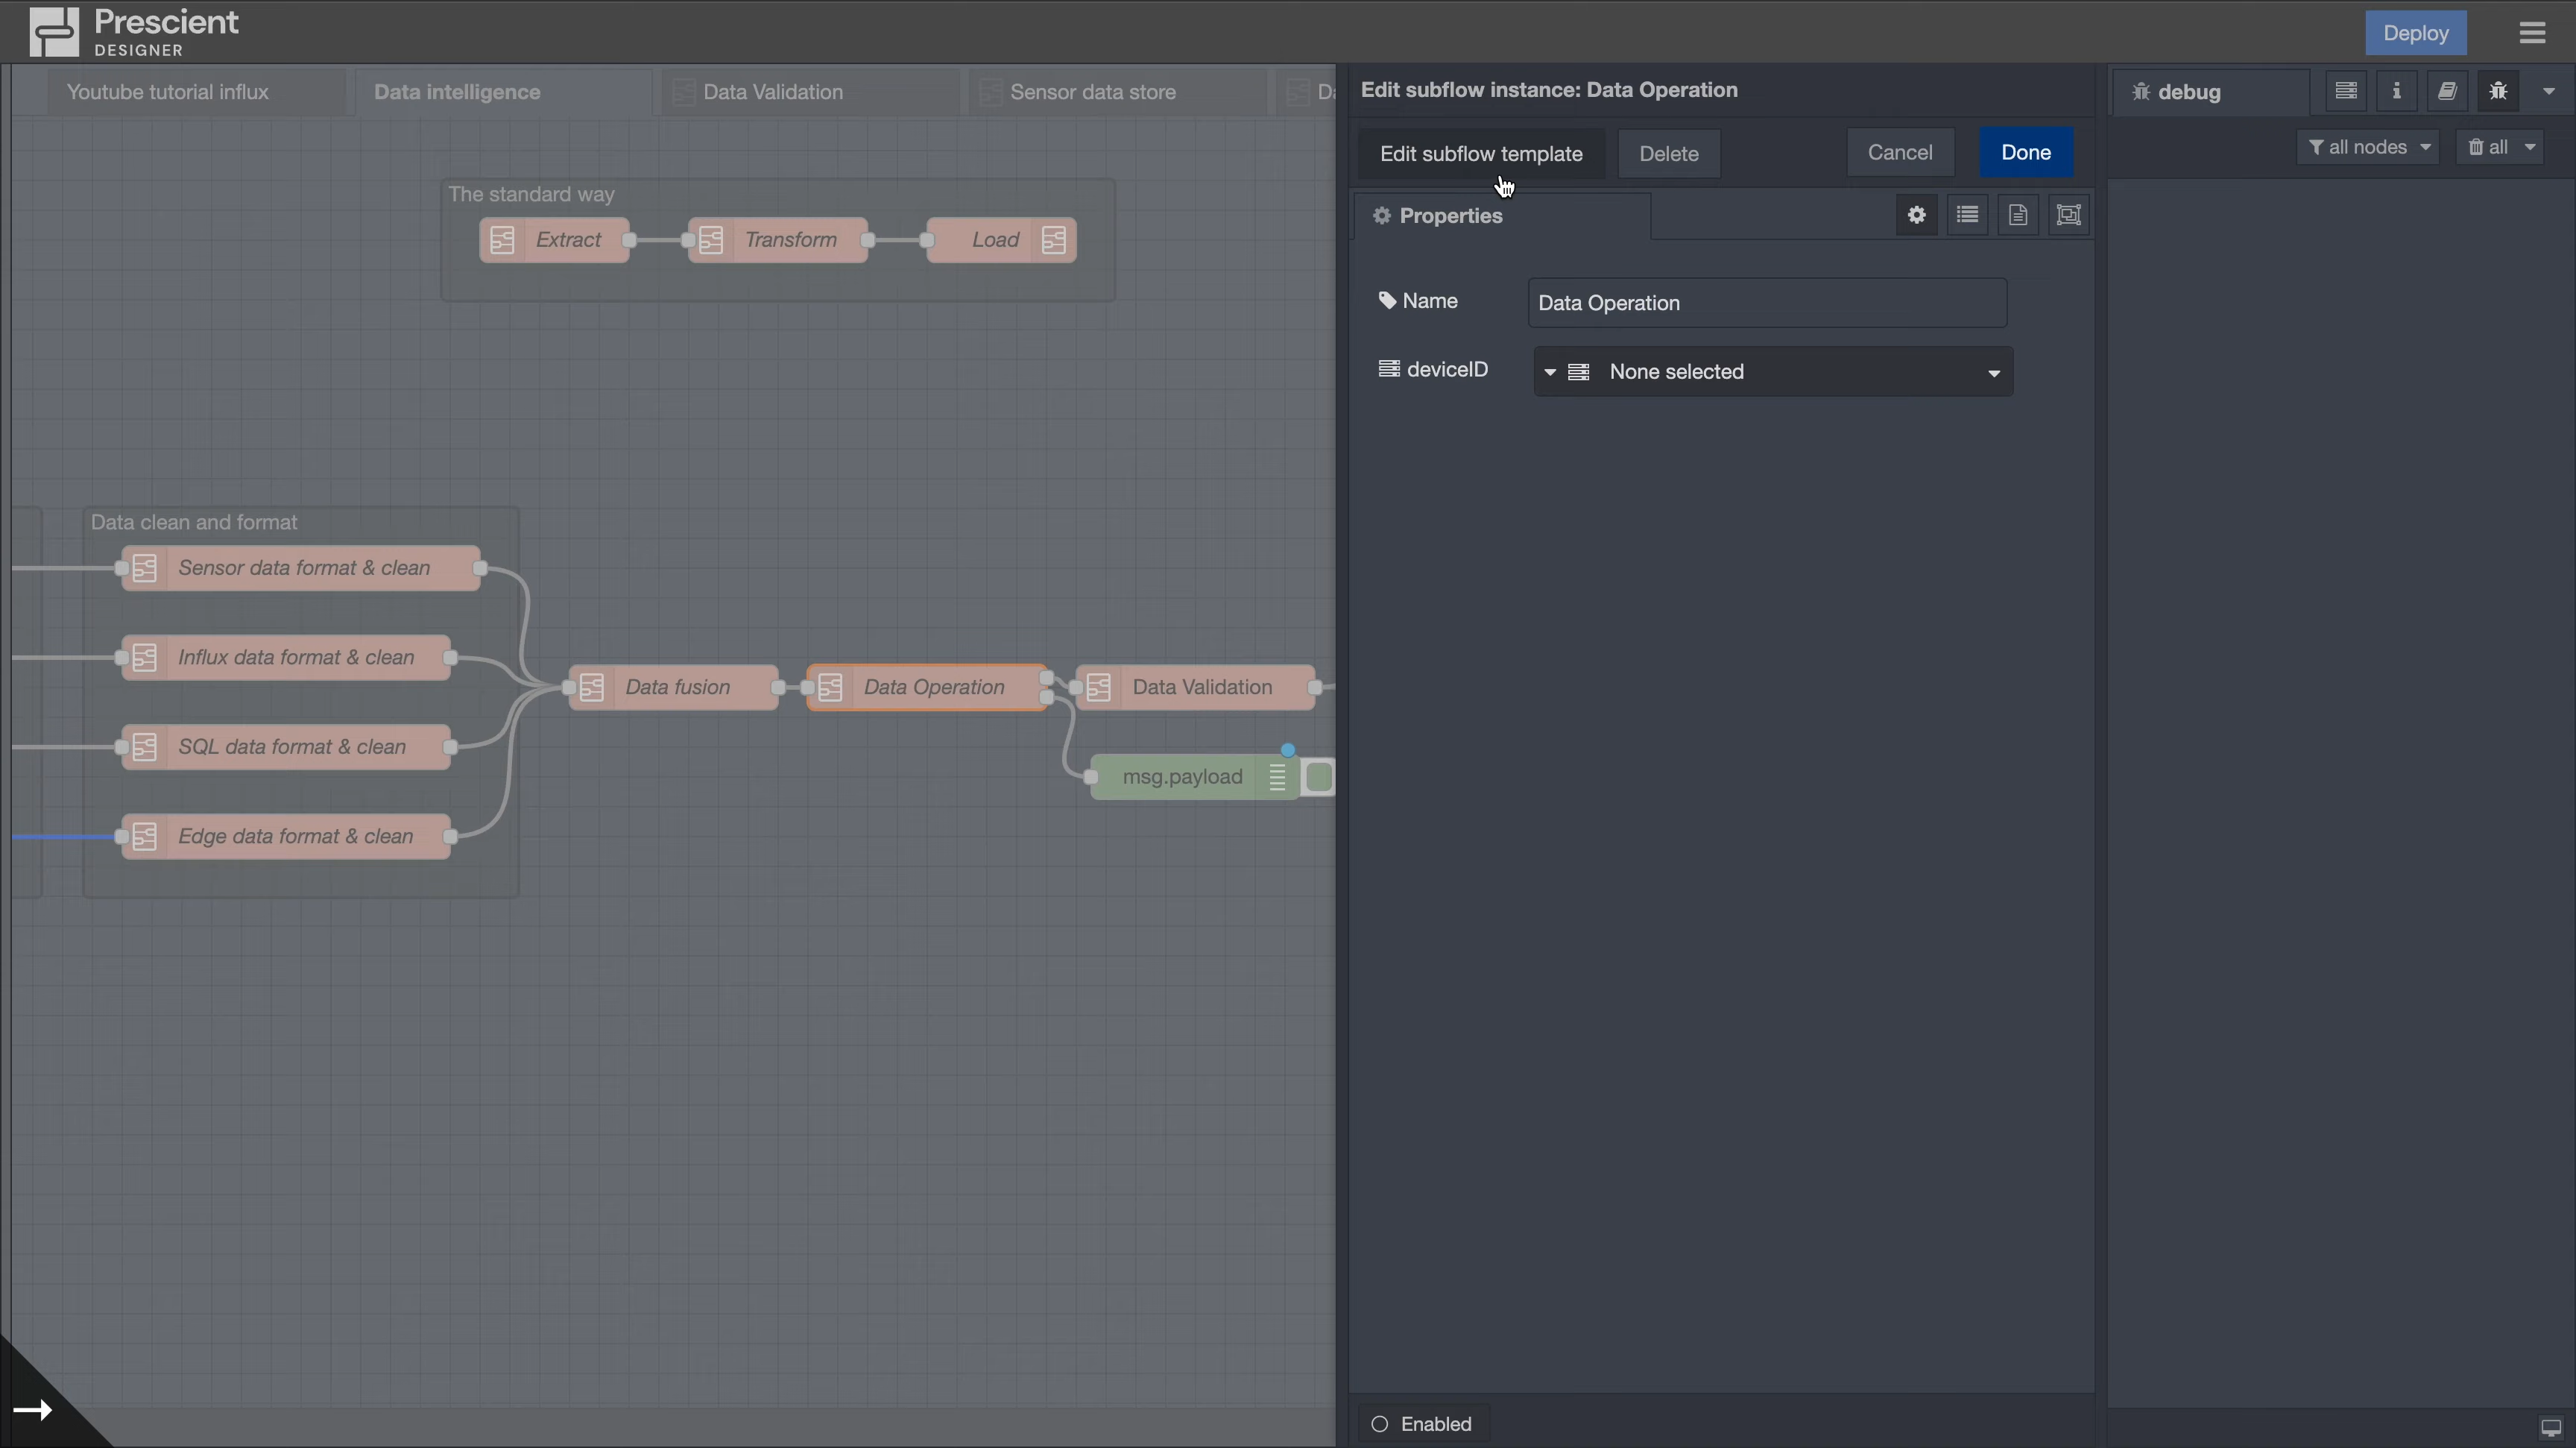 Prescient
DESIGNER
Deploy
Youtube tutorial influx
Data intelligence
Data Validation
Sensor data store
Edit subflow instance: Data Operation
debug
Edit subflow template
Delete
Cancel
Done
all nodes
all
Properties
Name
Data Operation
deviceID
None selected
The standard way
Extract
Transform
Load
Data clean and format
Sensor data format & clean
Influx data format & clean
SQL data format & clean
Edge data format & clean
Data fusion
Data Operation
Data Validation
msg.payload
Enabled